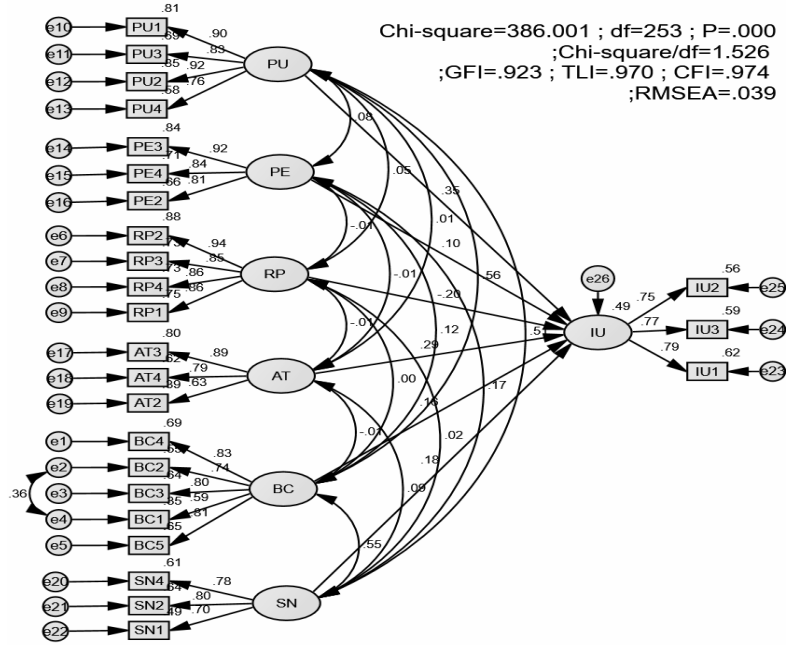 Chi-square=386.001 ; df=253 ; P=.000
;Chi-square/df=1.526
;GFI=.923 ; TLI=.970 ; CFI=.974
;RMSEA=.039
.81
e10 PU1 .90
.69
e11 PU3 .83
PU
.85
e12 PU2 .92
.76
.58
e13 PU4
.08
.84
e14 PE3 .92
.71
e15 PE4 .84
PE
.66
e16 PE2 .81
.05
.35
.01
.10
-.01
.88
e6 RP2 .94
e7 RP3 .85
RP
.73
e8 RP4 .86
.75
e9 RP1 .86
-.01
.56
-.20
e26
.49
IU
.75
IU2
.56
e25
.77
IU3
.59
e24
.79
IU1
.62
e23
-.01
.12
.29
.80
e17 AT3 .89
.62
e18 AT4 .79
AT
e19 AT2 .63
.00
.17
.16
-.01
.69
e1 BC4 .83
e2 BC2 .74
.64
e3 BC3 .80
BC
.36
e4 BC1 .59
.81
.65
e5 BC5
.02
.18
.09
.55
.61
e20 SN4 .78
.64
e21 SN2 .80
SN
.49
e22 SN1 .70